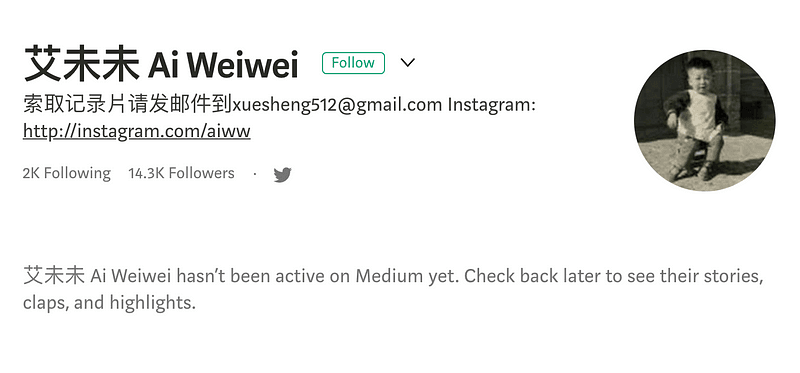 艾未未 Ai Weiwei Follow
索取记录片请发邮件到xuesheng512@gmail.com Instagram:
http://instagram.com/aiww
2K Following 14.3K Followers ·
艾未未 Ai Weiwei hasn’t been active on Medium yet. Check back later to see their stories,
claps, and highlights.